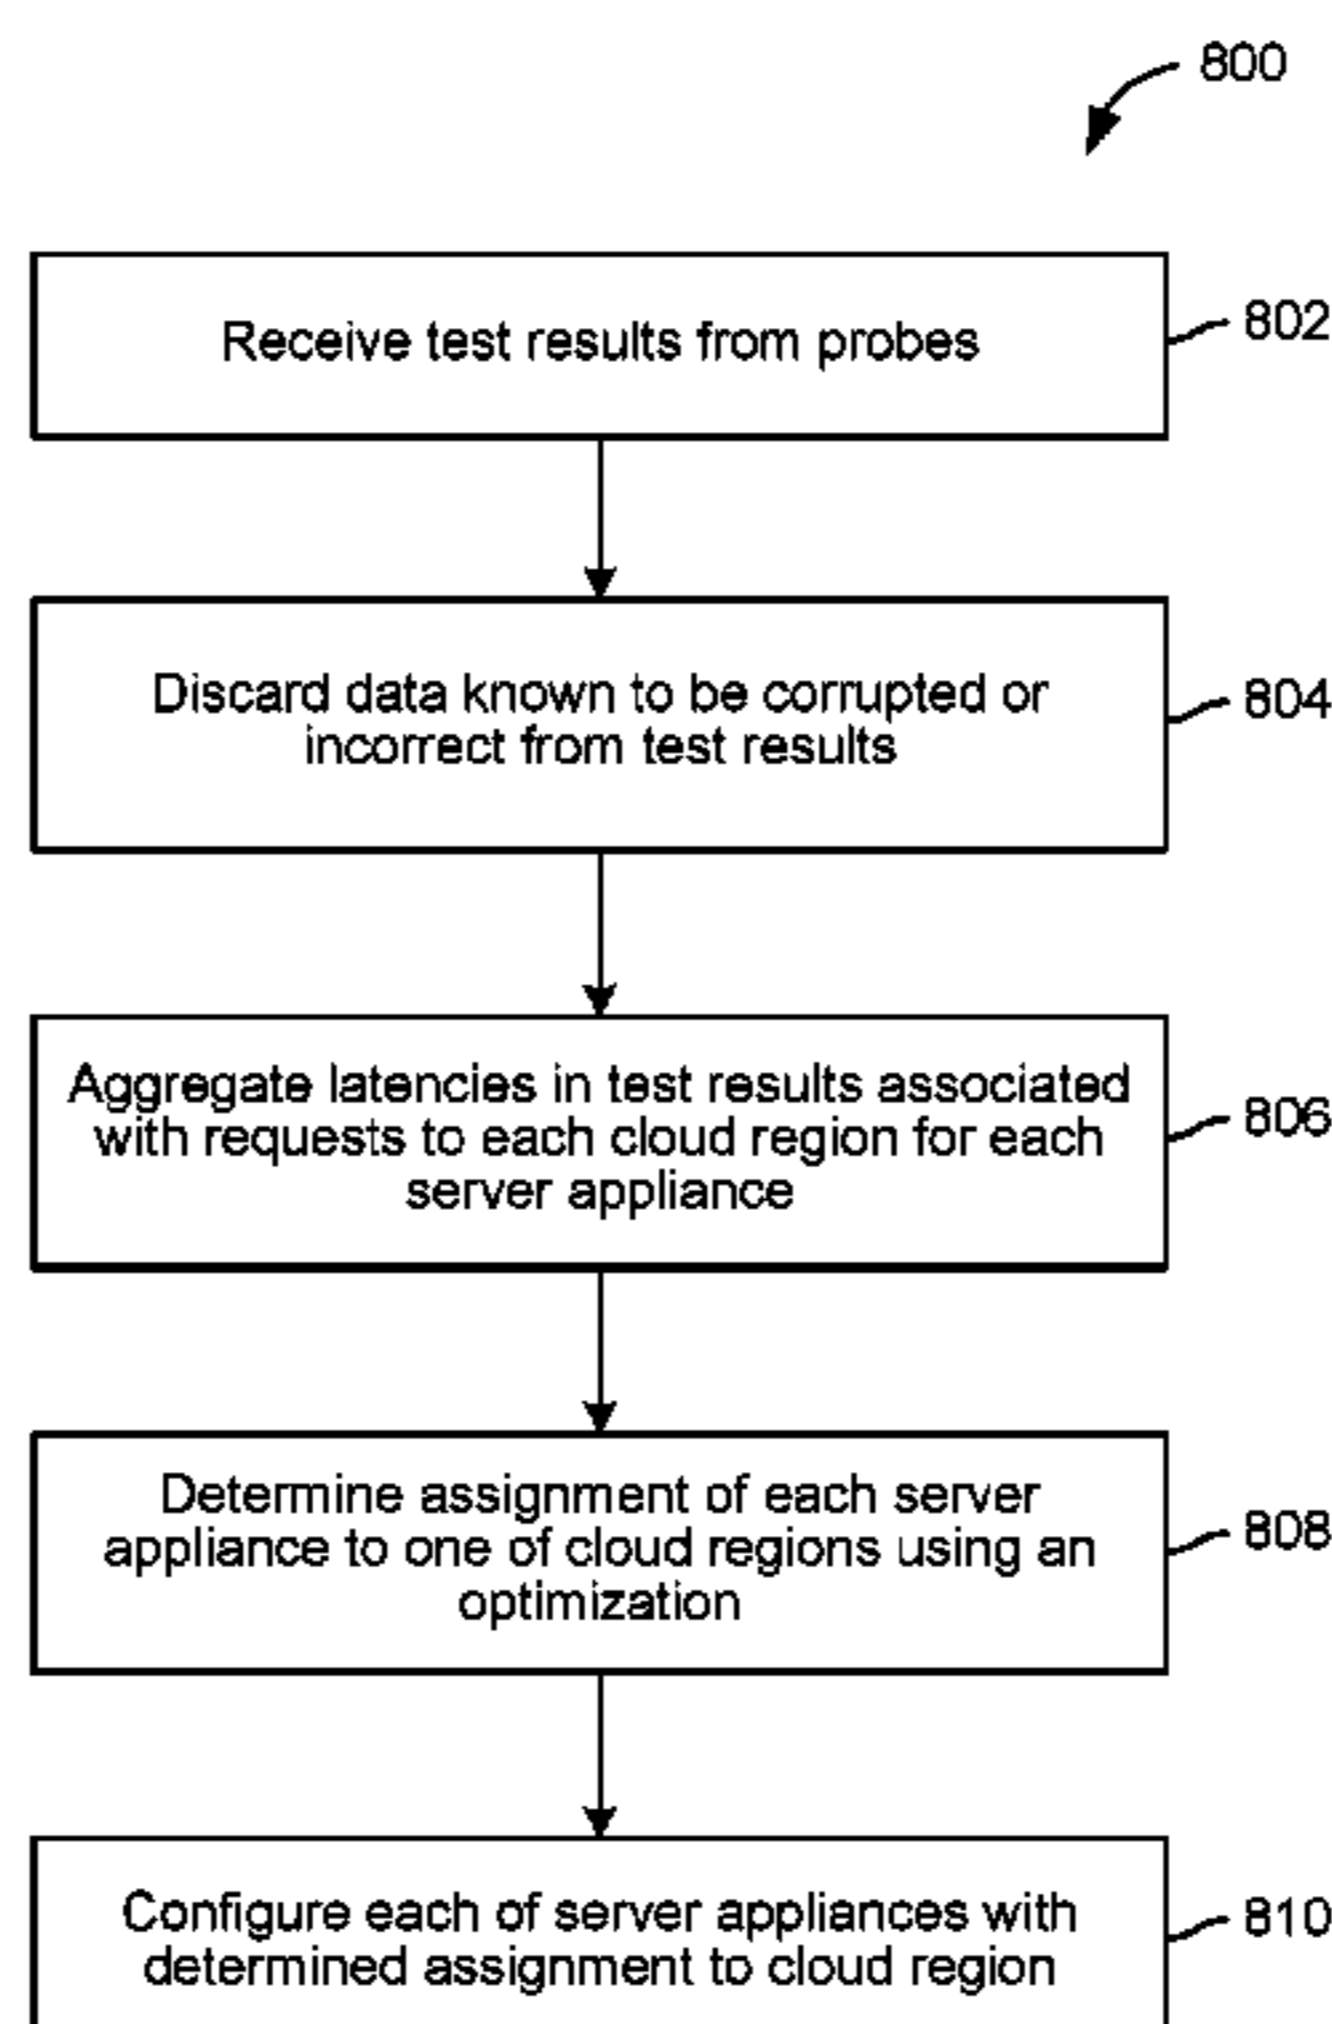 800
Receive test results from probes
802
Discard data known to be corrupted or
incorrect from test results
804
Aggregate latencies in test results associated
with requests to each cloud region for each
server appliance
806
Determine assignment of each server
appliance to one of cloud regions using an
optimization
808
Configure each of server appliances with
determined assignment to cloud region
810